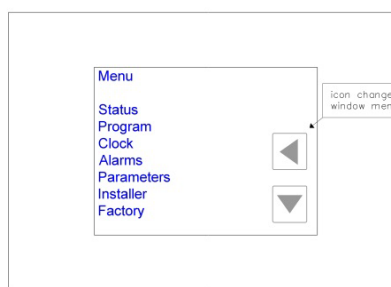 Menu
Status
Program
Clock
Alarms
Parameters
Installer
Factory
icon change
window men